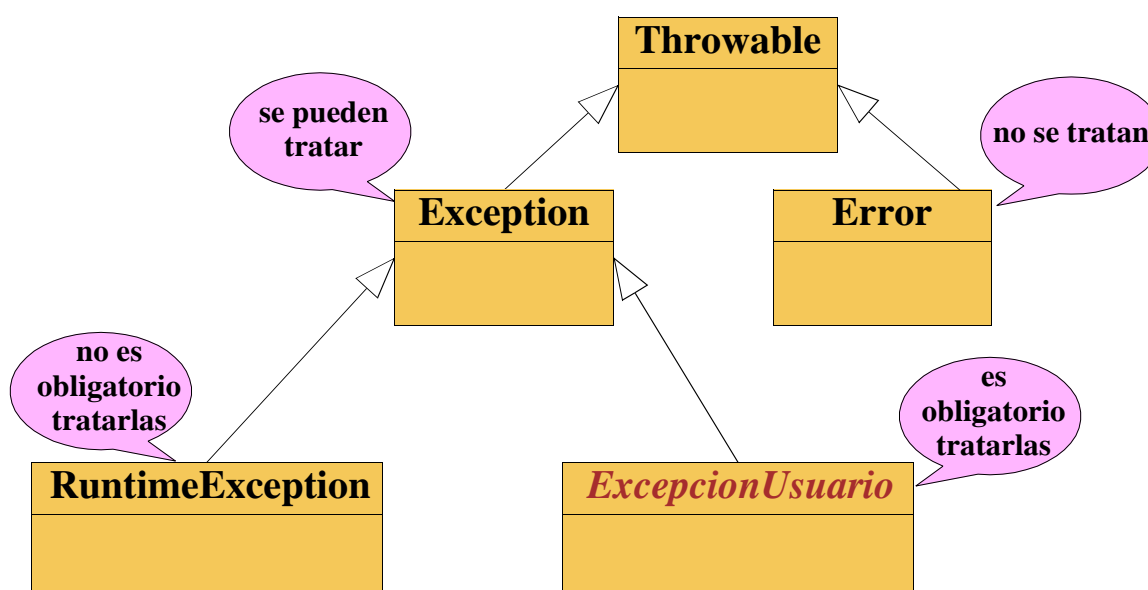 Throwable
se pueden
tratar
no se tratan
Exception
Error
no es
obligatorio
tratarlas
es
obligatorio
tratarlas
RuntimeException
ExcepcionUsuario